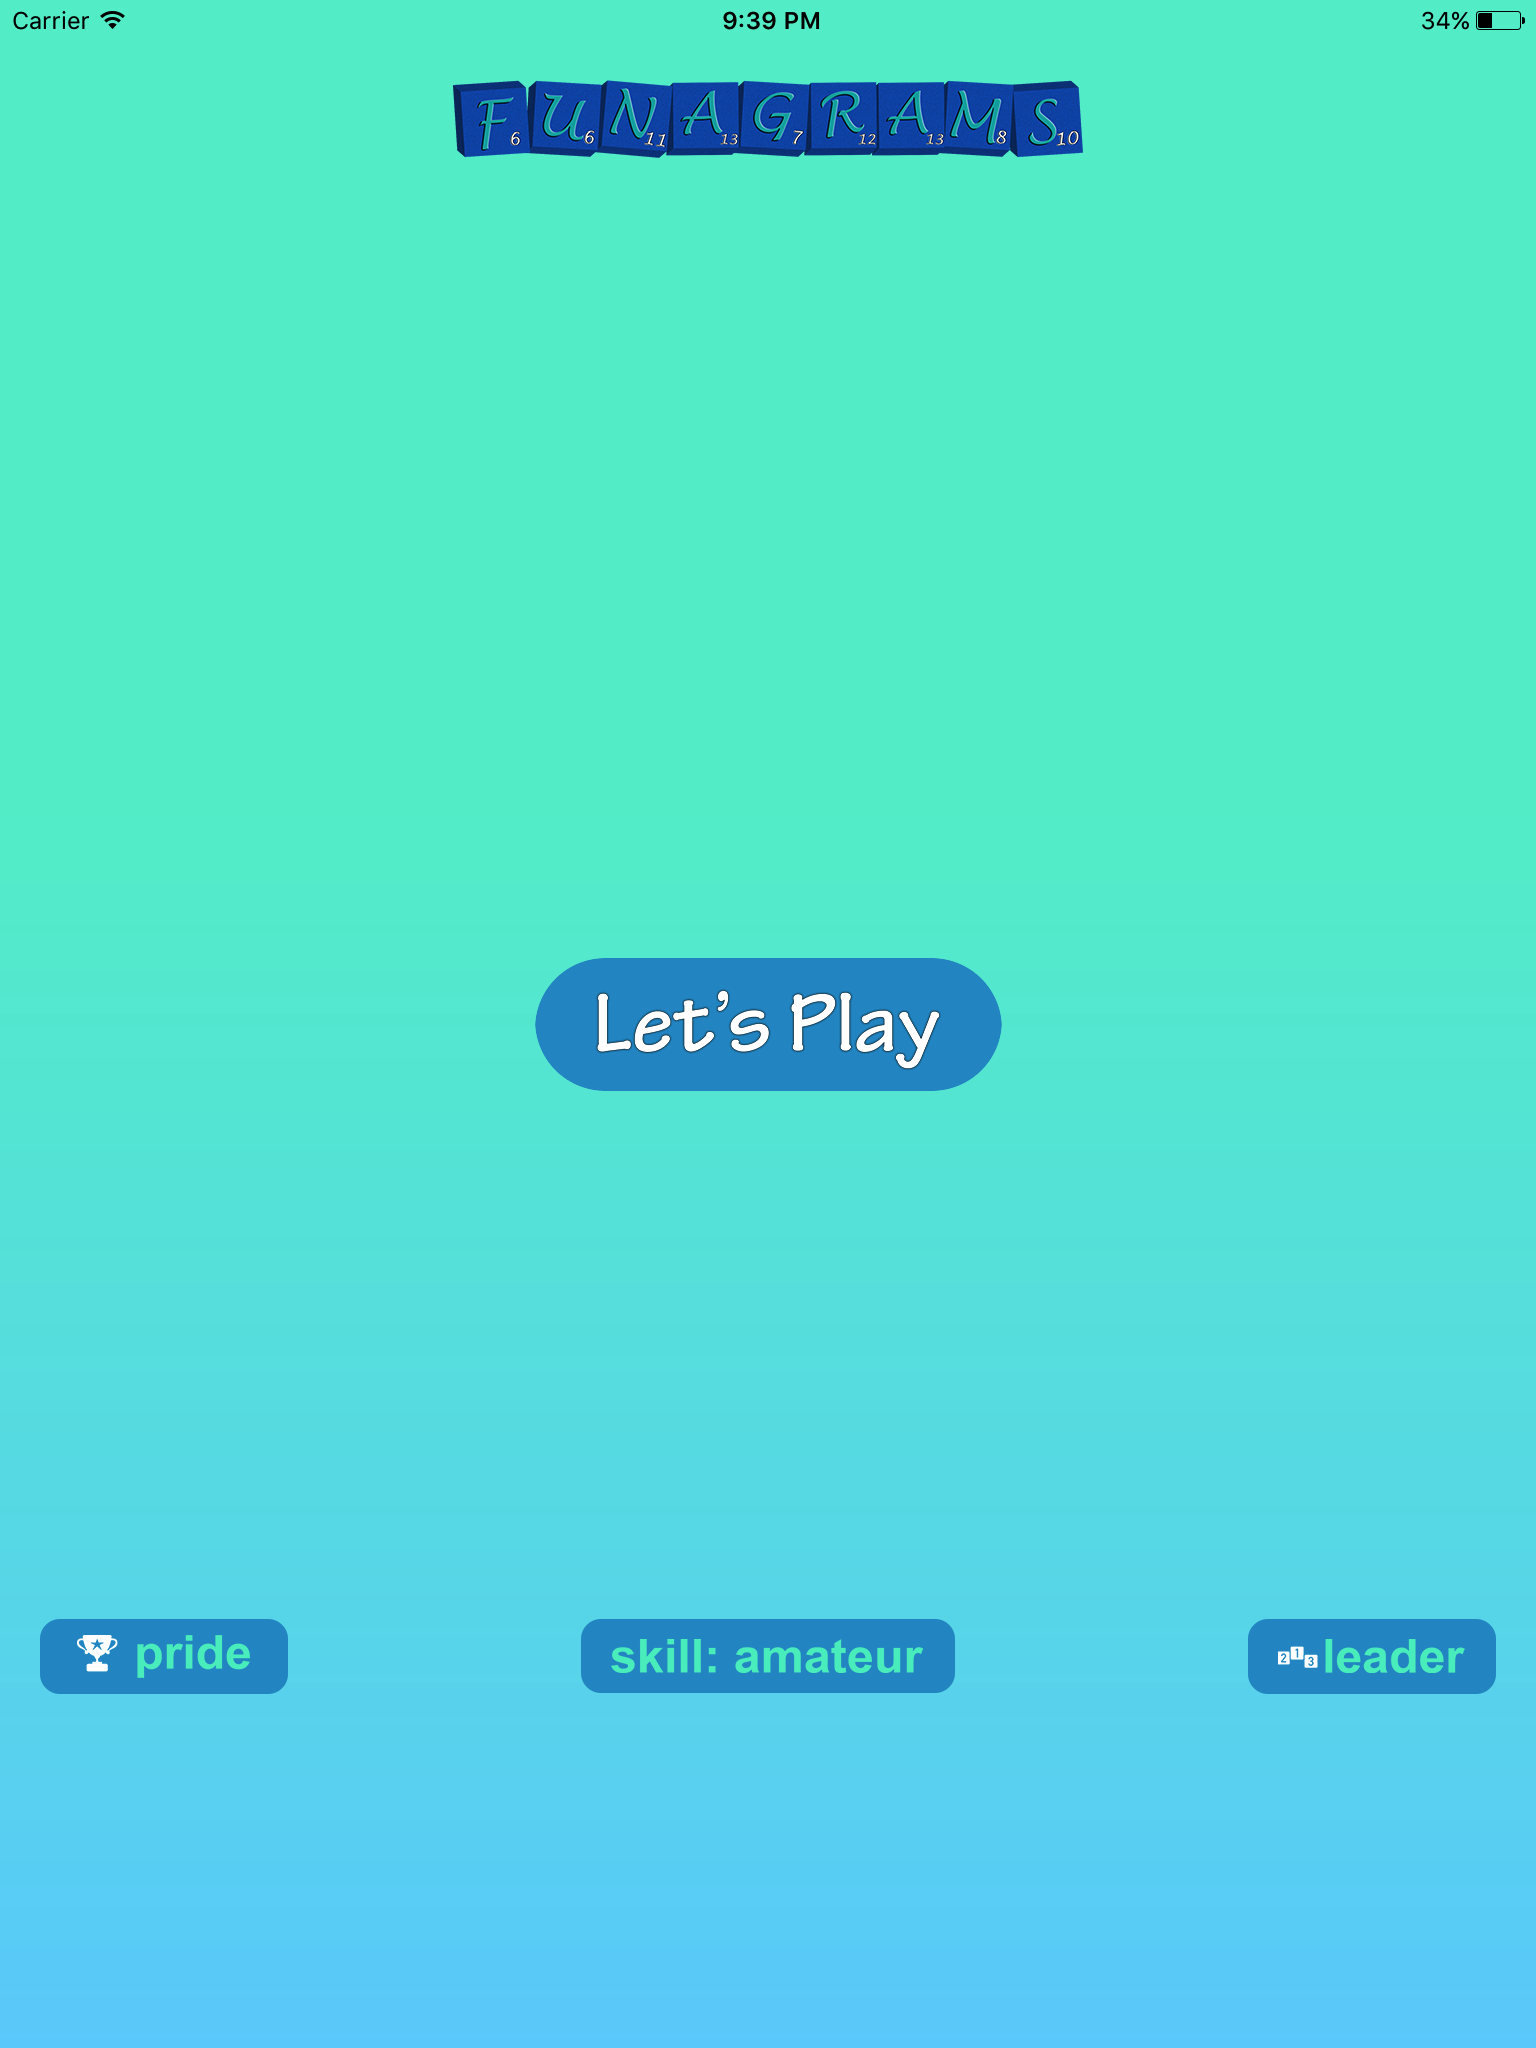 Carrier 9:39 PM 34%
F6 U6 N11 A13 G7 R12 A13 M8 S10
Let's Play
pride
skill: amateur
2 1 3 leader